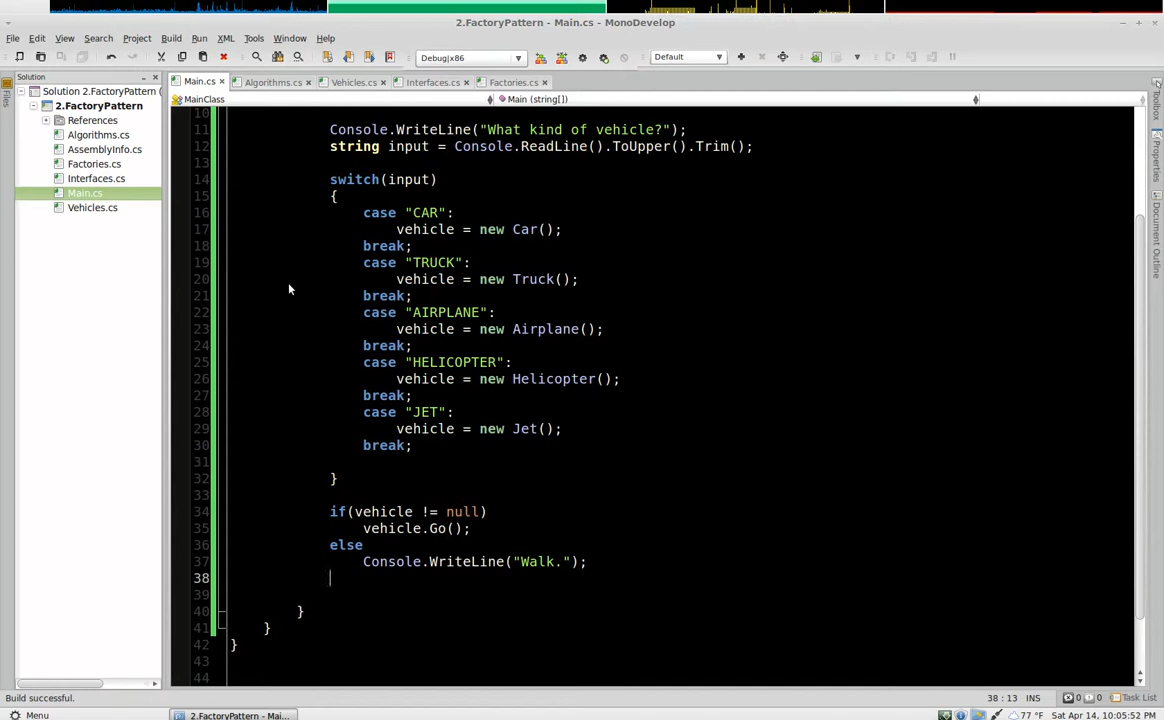 2.FactoryPattern - Main.cs - MonoDevelop
File Edit View Search Project Build Run XML Tools Window Help
Debug|x86 Default
Solution
Solution 2.FactoryPattern (
2.FactoryPattern
References
Algorithms.cs
AssemblyInfo.cs
Factories.cs
Interfaces.cs
Main.cs
Vehicles.cs
Files
Main.cs Algorithms.cs Vehicles.cs Interfaces.cs Factories.cs
MainClass Main (string[])
10
11 Console.WriteLine("What kind of vehicle?");
12 string input = Console.ReadLine().ToUpper().Trim();
13
14 switch(input)
15 {
16 case "CAR":
17 vehicle = new Car();
18 break;
19 case "TRUCK":
20 vehicle = new Truck();
21 break;
22 case "AIRPLANE":
23 vehicle = new Airplane();
24 break;
25 case "HELICOPTER":
26 vehicle = new Helicopter();
27 break;
28 case "JET":
29 vehicle = new Jet();
30 break;
31
32 }
33
34 if(vehicle != null)
35 vehicle.Go();
36 else
37 Console.WriteLine("Walk.");
38
39
40 }
41 }
42 }
43
44
Toolbox
Properties
Document Outline
Build successful. 38 : 13 INS 0 0 Task List
Menu 2.FactoryPattern - Mai... 77 °F Sat Apr 14, 10:05:52 PM